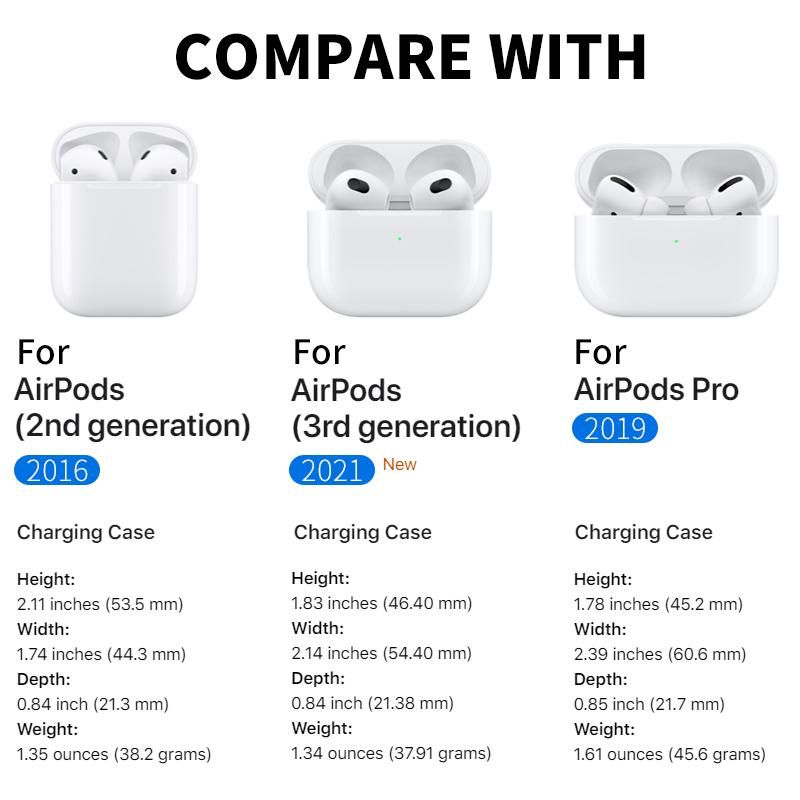 COMPARE WITH
For
AirPods
(2nd generation)
2016
Charging Case
Height:
2.11 inches (53.5 mm)
Width:
1.74 inches (44.3 mm)
Depth:
0.84 inch (21.3 mm)
Weight:
1.35 ounces (38.2 grams)
For
AirPods
(3rd generation)
2021 New
Charging Case
Height:
1.83 inches (46.40 mm)
Width:
2.14 inches (54.40 mm)
Depth:
0.84 inch (21.38 mm)
Weight:
1.34 ounces (37.91 grams)
For
AirPods Pro
2019
Charging Case
Height:
1.78 inches (45.2 mm)
Width:
2.39 inches (60.6 mm)
Depth:
0.85 inch (21.7 mm)
Weight:
1.61 ounces (45.6 grams)